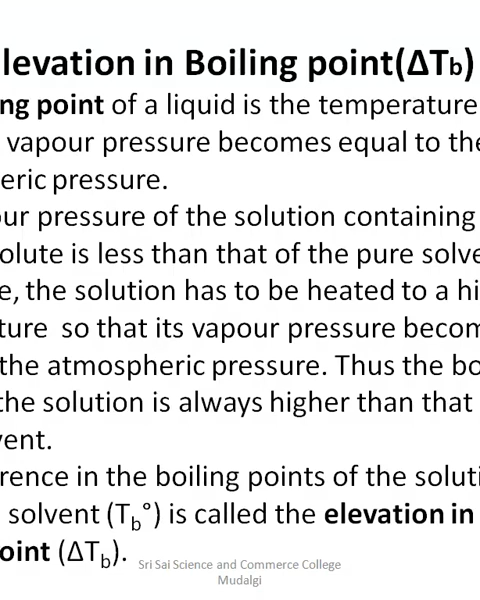 levation in Boiling point(ΔTb)
ng point of a liquid is the temperature
vapour pressure becomes equal to the
eric pressure.
ur pressure of the solution containing
olute is less than that of the pure solve
e, the solution has to be heated to a hi
ture so that its vapour pressure becom
the atmospheric pressure. Thus the bo
the solution is always higher than that
vent.
rence in the boiling points of the soluti
solvent (Tb°) is called the elevation in
oint (ΔTb).
Sri Sai Science and Commerce College
Mudalgi